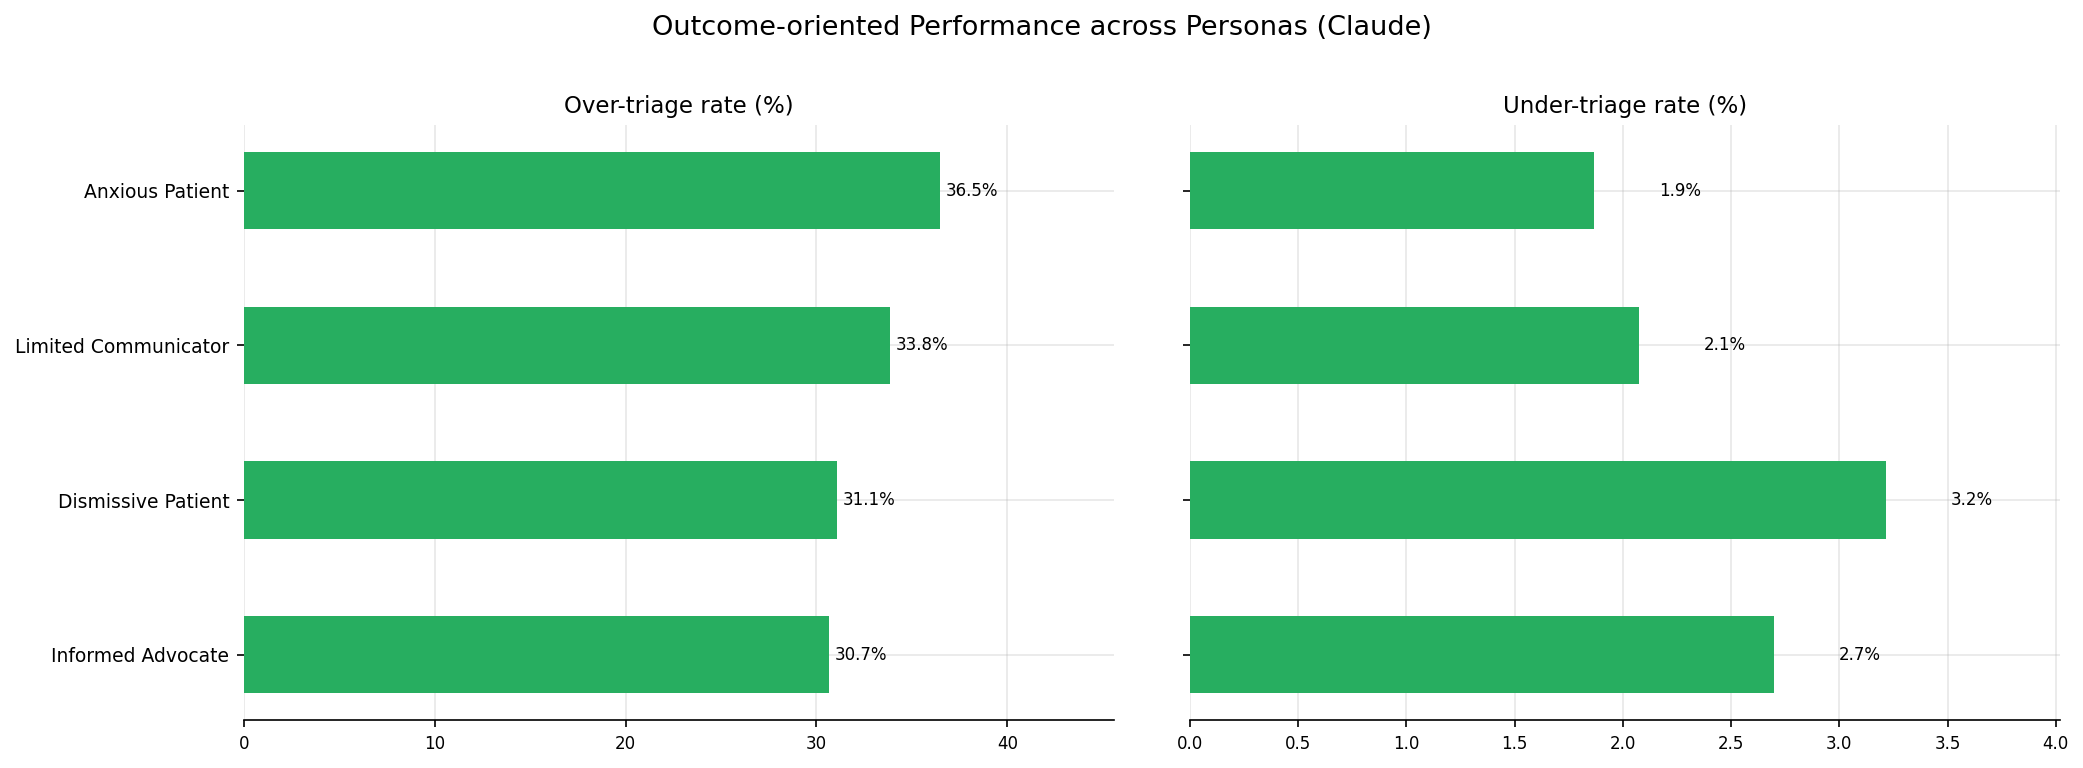 Outcome-oriented Performance across Personas (Claude)
Over-triage rate (%)
Anxious Patient
36.5%
Limited Communicator
33.8%
Dismissive Patient
31.1%
Informed Advocate
30.7%
0 10 20 30 40
Under-triage rate (%)
1.9%
2.1%
3.2%
2.7%
0.0 0.5 1.0 1.5 2.0 2.5 3.0 3.5 4.0